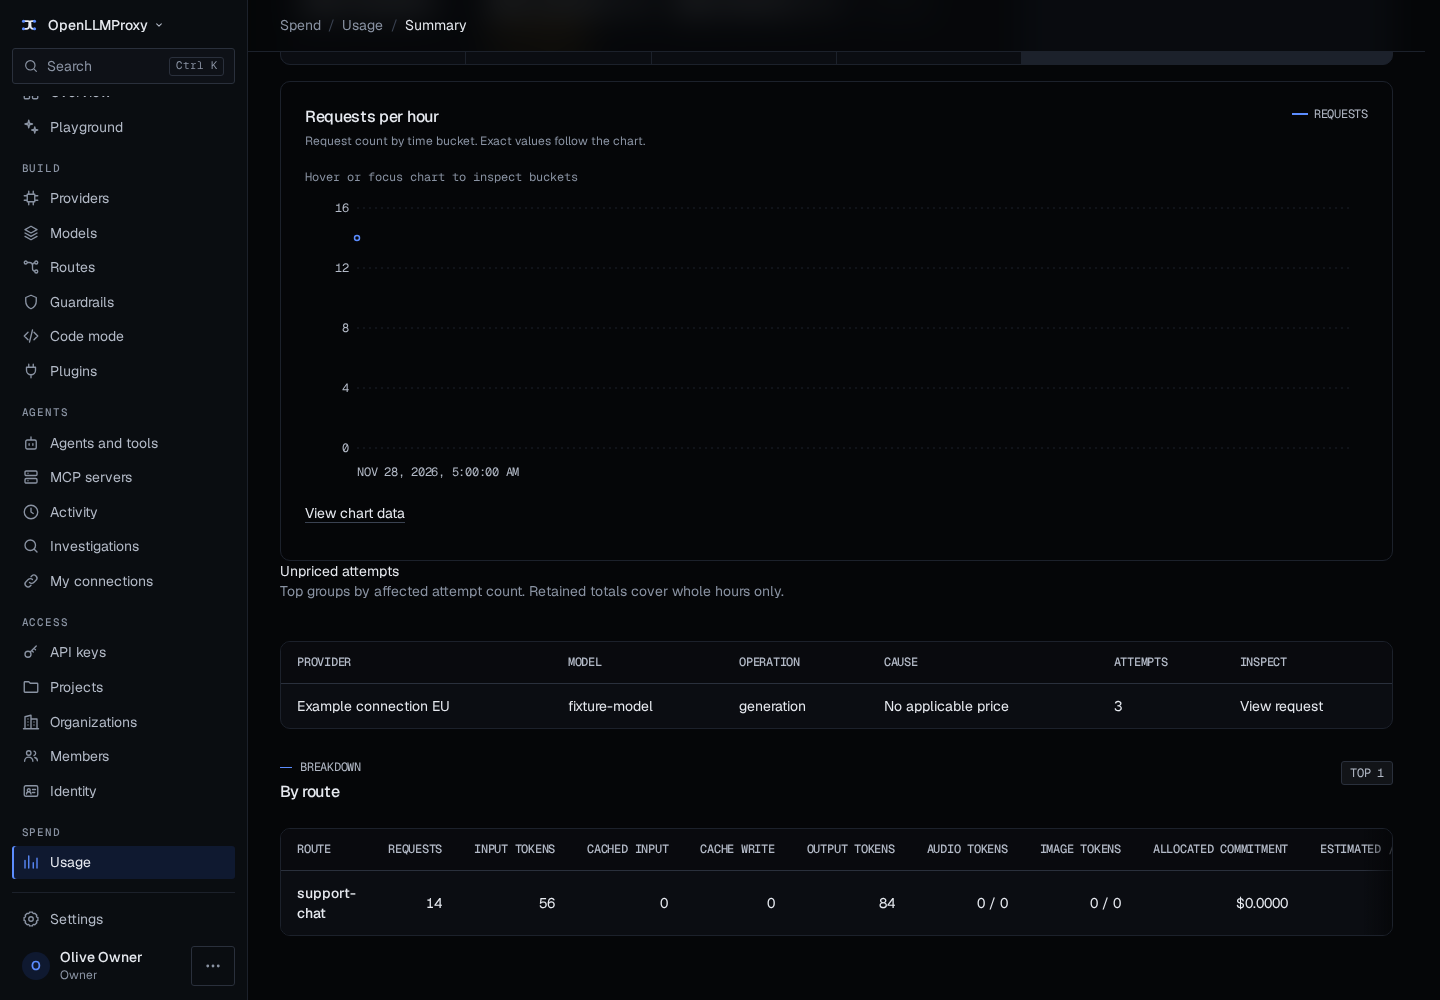 OpenLLMProxy
Search
Ctrl K
Overview
Playground
BUILD
Providers
Models
Routes
Guardrails
Code mode
Plugins
AGENTS
Agents and tools
MCP servers
Activity
Investigations
My connections
ACCESS
API keys
Projects
Organizations
Members
Identity
SPEND
Usage
Settings
O
Olive Owner
Owner
Spend / Usage / Summary
Requests per hour
REQUESTS
Request count by time bucket. Exact values follow the chart.
Hover or focus chart to inspect buckets
16
12
8
4
0
NOV 28, 2026, 5:00:00 AM
View chart data
Unpriced attempts
Top groups by affected attempt count. Retained totals cover whole hours only.
PROVIDER MODEL OPERATION CAUSE ATTEMPTS INSPECT
Example connection EU fixture-model generation No applicable price 3 View request
— BREAKDOWN
TOP 1
By route
ROUTE REQUESTS INPUT TOKENS CACHED INPUT CACHE WRITE OUTPUT TOKENS AUDIO TOKENS IMAGE TOKENS ALLOCATED COMMITMENT ESTIMATED /
support-
chat 14 56 0 0 84 0 / 0 0 / 0 $0.0000